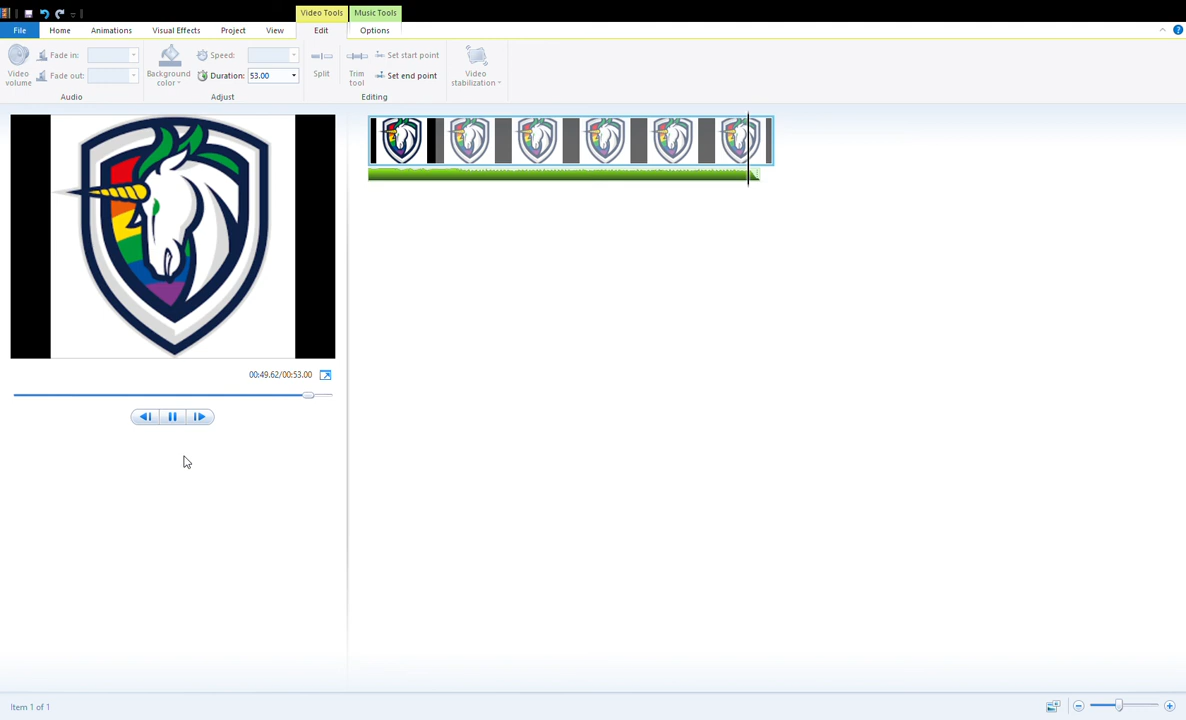 Video Tools Music Tools
File Home Animations Visual Effects Project View Edit Options
Video volume
Fade in:
Fade out:
Audio
Background color
Speed:
Duration: 53.00
Adjust
Split
Trim tool
Set start point
Set end point
Editing
Video stabilization
00:49.62/00:53.00
Item 1 of 1